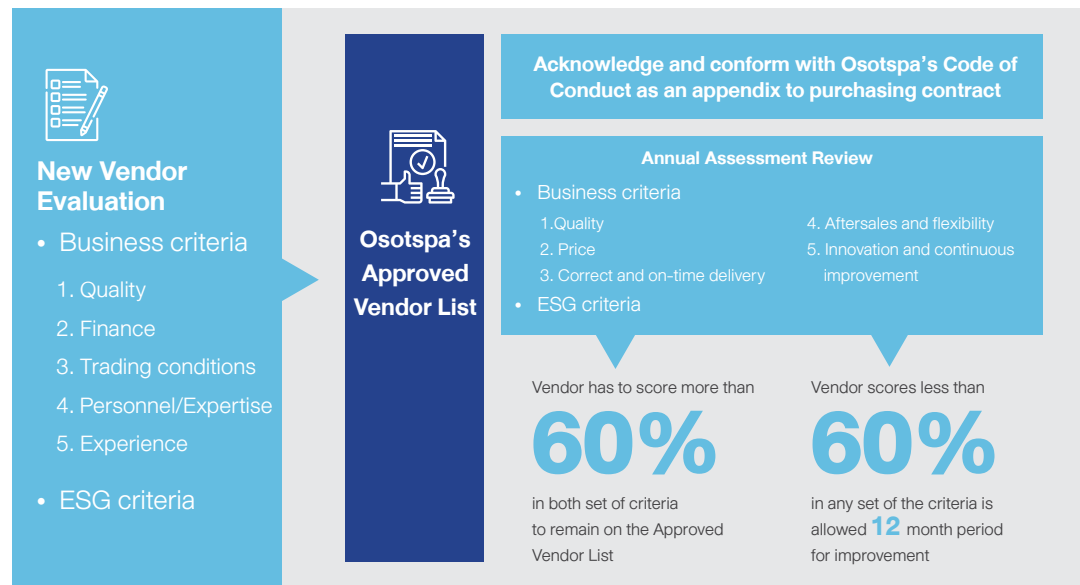 New Vendor
Evaluation
• Business criteria
1. Quality
2. Finance
3. Trading conditions
4. Personnel/Expertise
5. Experience
• ESG criteria
Osotspa's
Approved
Vendor List
Acknowledge and conform with Osotspa's Code of
Conduct as an appendix to purchasing contract
Annual Assessment Review
• Business criteria
1.Quality
2. Price
3. Correct and on-time delivery
4. Aftersales and flexibility
5. Innovation and continuous
improvement
• ESG criteria
Vendor has to score more than
60%
in both set of criteria
to remain on the Approved
Vendor List
Vendor scores less than
60%
in any set of the criteria is
allowed 12 month period
for improvement